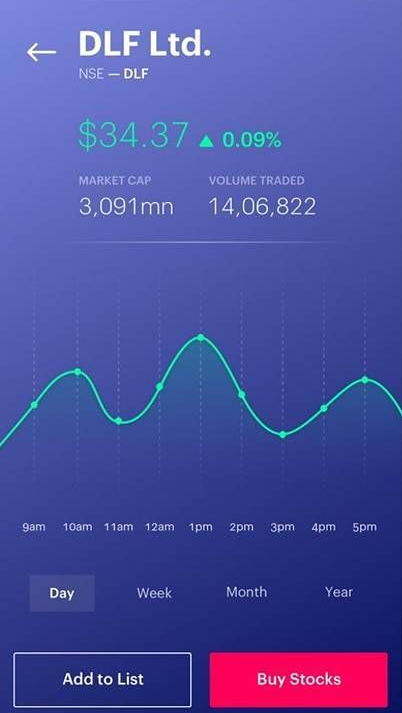 DLF Ltd.
NSE — DLF
$34.37 ▲ 0.09%
MARKET CAP VOLUME TRADED
3,091mn 14,06,822
9am 10am 11am 12am 1pm 2pm 3pm 4pm 5pm
Day Week Month Year
Add to List Buy Stocks